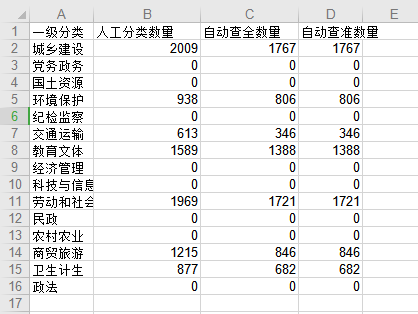 A B C D E
1 一级分类 人工分类数量 自动查全数量 自动查准数量
2 城乡建设 2009 1767 1767
3 党务政务 0 0 0
4 国土资源 0 0 0
5 环境保护 938 806 806
6 纪检监察 0 0 0
7 交通运输 613 346 346
8 教育文体 1589 1388 1388
9 经济管理 0 0 0
10 科技与信息 0 0 0
11 劳动和社会 1969 1721 1721
12 民政 0 0 0
13 农村农业 0 0 0
14 商贸旅游 1215 846 846
15 卫生计生 877 682 682
16 政法 0 0 0
17